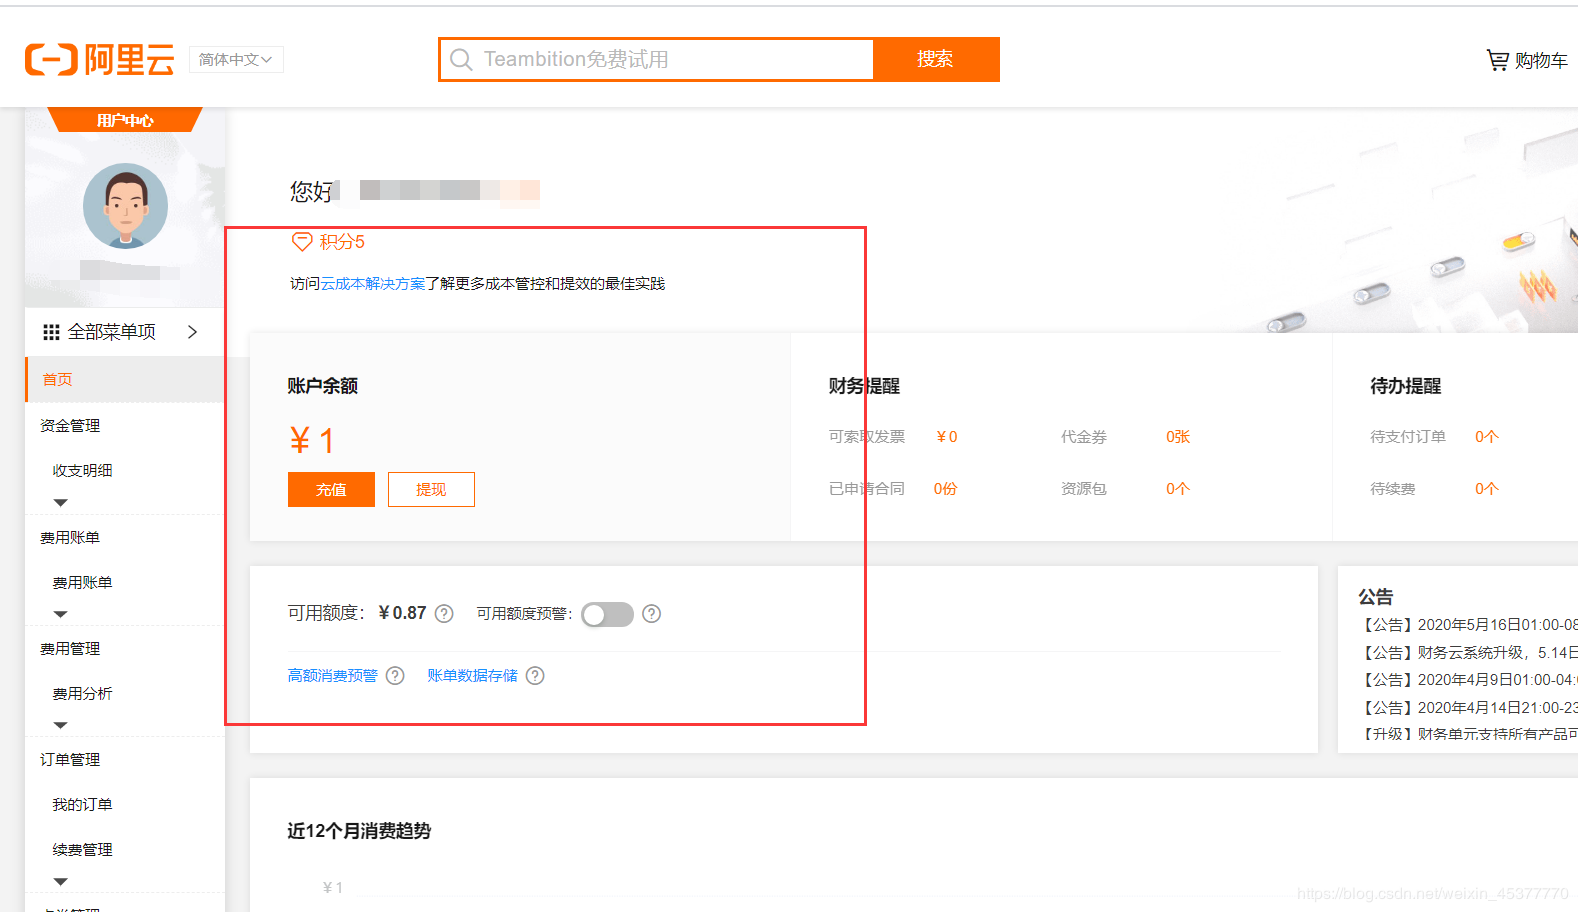 阿里云
简体中文
Teambition免费试用
搜索
购物车
用户中心
您好
积分5
访问云成本解决方案了解更多成本管控和提效的最佳实践
全部菜单项
首页
资金管理
收支明细
费用账单
费用账单
费用管理
费用分析
订单管理
我的订单
续费管理
账户余额
¥ 1
充值
提现
财务提醒
可索取发票 ¥0 代金券 0张
已申请合同 0份 资源包 0个
待办提醒
待支付订单 0个
待续费 0个
可用额度: ¥0.87 ? 可用额度预警: ?
高额消费预警 ? 账单数据存储 ?
公告
【公告】2020年5月16日01:00-08
【公告】财务云系统升级，5.14日
【公告】2020年4月9日01:00-04:
【公告】2020年4月14日21:00-23
【升级】财务单元支持所有产品可
近12个月消费趋势
¥ 1
https://blog.csdn.net/weixin_45377770